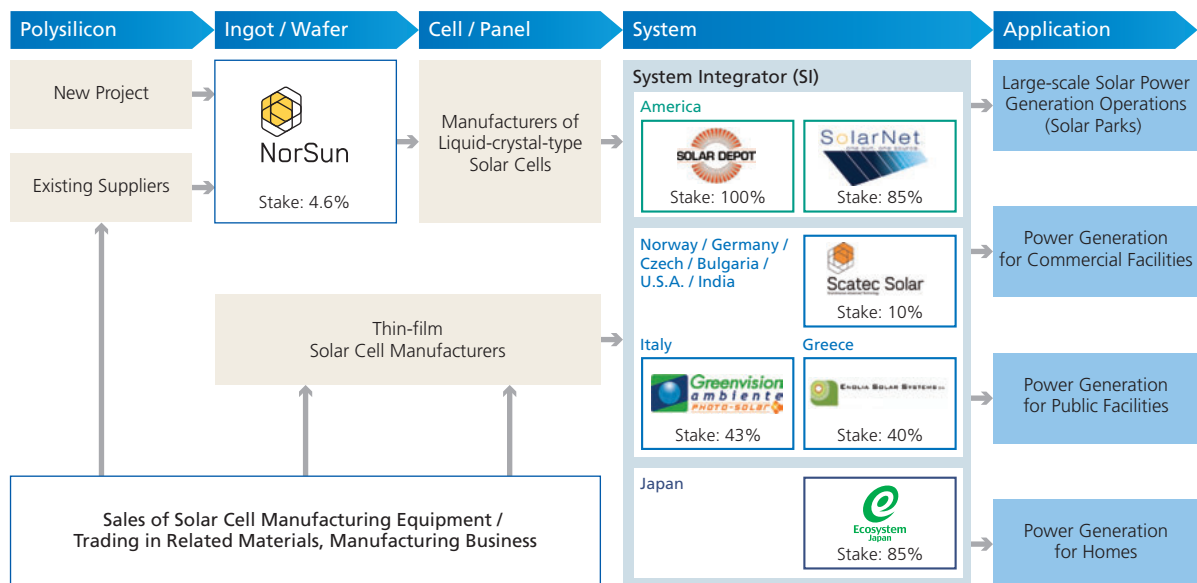 Polysilicon
Ingot / Wafer
Cell / Panel
System
Application
New Project
Existing Suppliers
NorSun
Stake: 4.6%
Manufacturers of
Liquid-crystal-type
Solar Cells
Thin-film
Solar Cell Manufacturers
Sales of Solar Cell Manufacturing Equipment /
Trading in Related Materials, Manufacturing Business
System Integrator (SI)
America
SOLAR DEPOT
Stake: 100%
SolarNet
one sun, one source
Stake: 85%
Norway / Germany /
Czech / Bulgaria /
U.S.A. / India
Scatec Solar
Stake: 10%
Italy
Greenvision
ambiente
PHOTO-SOLAR
Stake: 43%
Greece
ENOLIA SOLAR SYSTEMS
Stake: 40%
Japan
Ecosystem
Japan
Stake: 85%
Large-scale Solar Power
Generation Operations
(Solar Parks)
Power Generation
for Commercial Facilities
Power Generation
for Public Facilities
Power Generation
for Homes